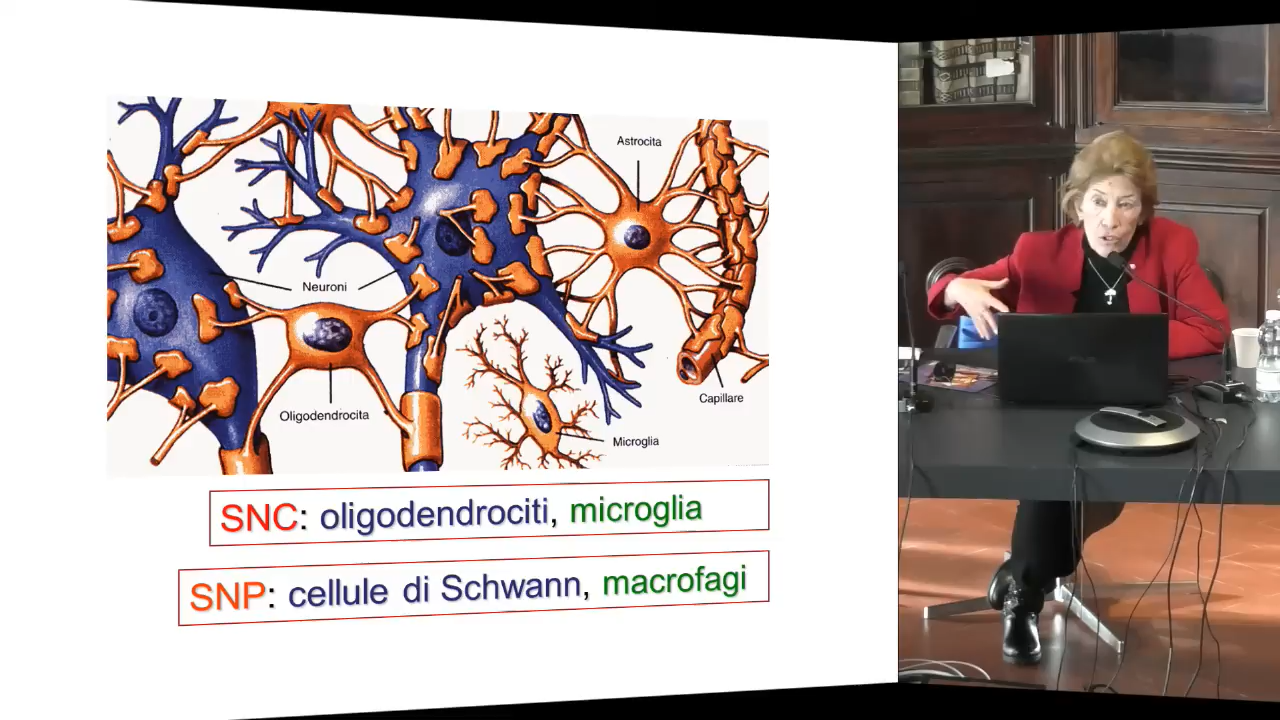 Astrocita
Neuroni
Oligodendrocita
Capillare
Microglia
SNC: oligodendrociti, microglia
SNP: cellule di Schwann, macrofagi